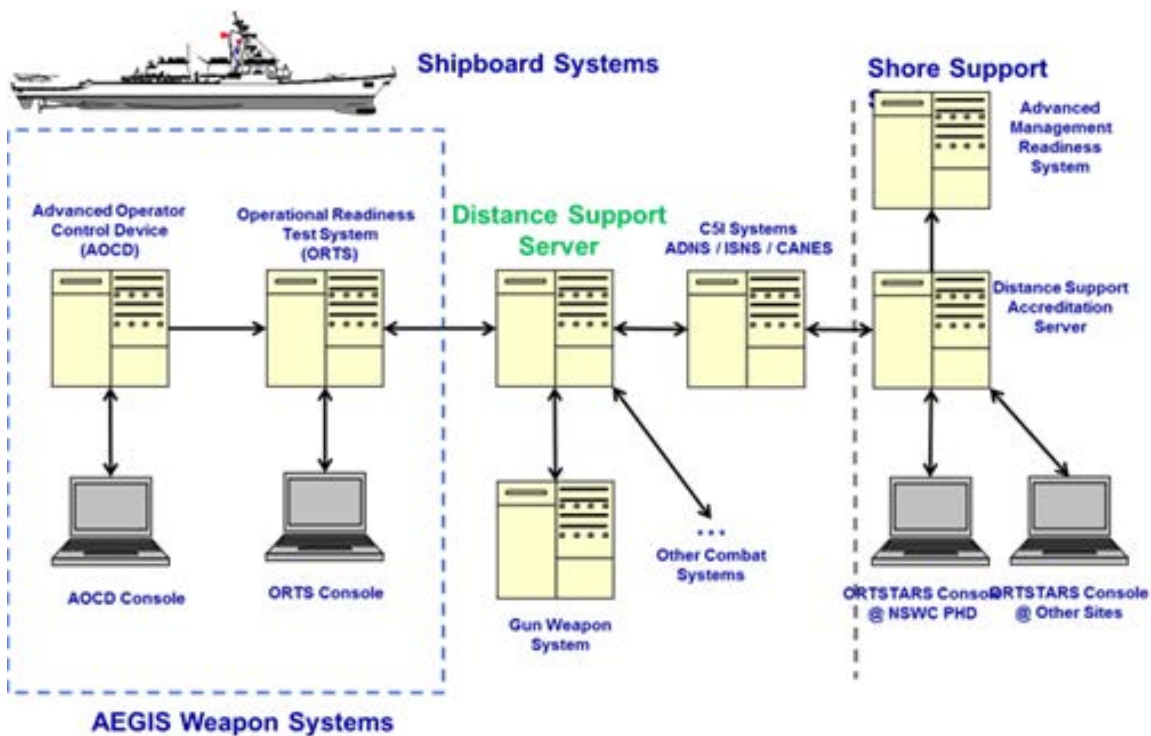 Shipboard Systems
Shore Support
Advanced
Management
Readiness
System
Advanced Operator
Control Device
(AOCD)
Operational Readiness
Test System
(ORTS)
Distance Support
Server
C5I Systems
ADNS / ISNS / CANES
Distance Support
Accreditation
Server
AOCD Console
ORTS Console
Gun Weapon
System
...
Other Combat
Systems
ORTSTARS Console
@ NSWC PHD
ORTSTARS Console
@ Other Sites
AEGIS Weapon Systems